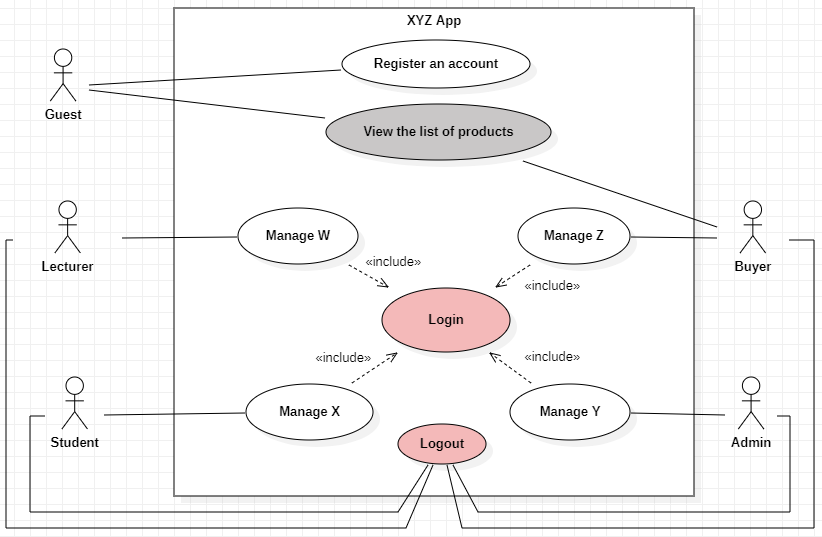 XYZ App
Register an account
Guest
View the list of products
Manage W
Manage Z
Lecturer
Buyer
«include»
«include»
Login
«include»
«include»
Manage X
Manage Y
Student
Logout
Admin